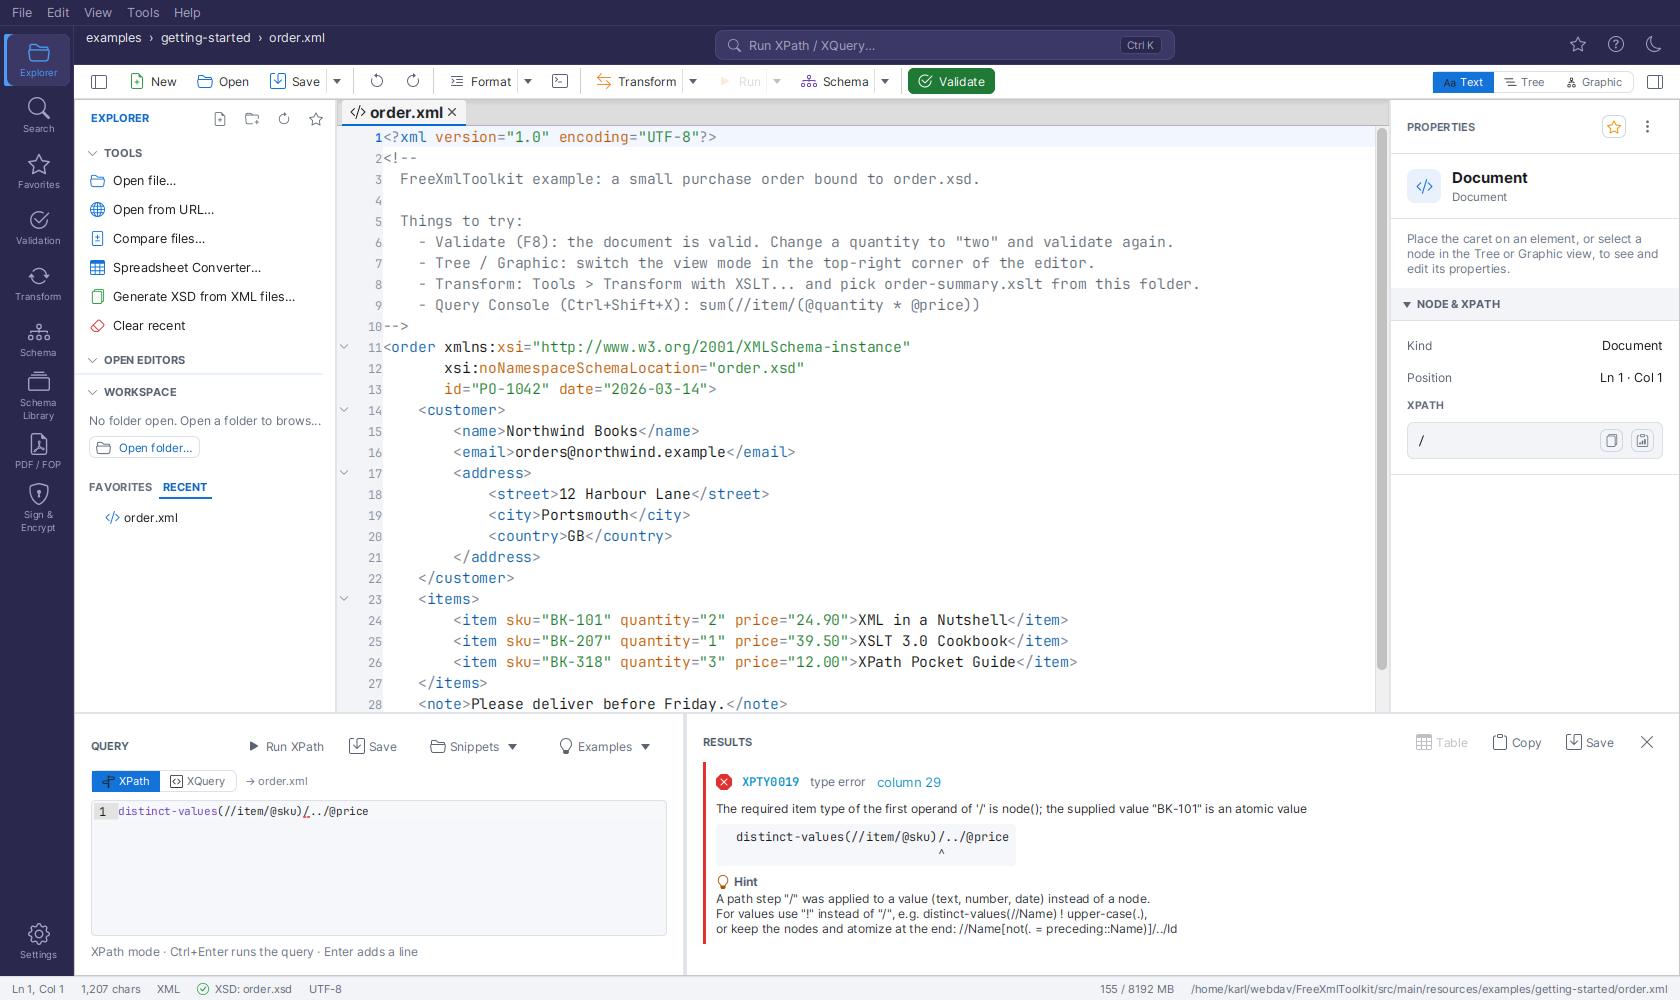 File Edit View Tools Help
examples › getting-started › order.xml
Run XPath / XQuery... Ctrl K
Explorer
Search
Favorites
Validation
Transform
Schema
Schema Library
PDF / FOP
Sign & Encrypt
Settings
New Open Save Format Transform Run Schema Validate
Aa Text Tree Graphic
EXPLORER
TOOLS
Open file...
Open from URL...
Compare files...
Spreadsheet Converter...
Generate XSD from XML files...
Clear recent
OPEN EDITORS
WORKSPACE
No folder open. Open a folder to brows...
Open folder...
FAVORITES RECENT
</> order.xml
</> order.xml ×
1 <?xml version="1.0" encoding="UTF-8"?>
2 <!--
3 FreeXmlToolkit example: a small purchase order bound to order.xsd.
4
5 Things to try:
6 - Validate (F8): the document is valid. Change a quantity to "two" and validate again.
7 - Tree / Graphic: switch the view mode in the top-right corner of the editor.
8 - Transform: Tools > Transform with XSLT... and pick order-summary.xslt from this folder.
9 - Query Console (Ctrl+Shift+X): sum(//item/(@quantity * @price))
10 -->
11 <order xmlns:xsi="http://www.w3.org/2001/XMLSchema-instance"
12 xsi:noNamespaceSchemaLocation="order.xsd"
13 id="PO-1042" date="2026-03-14">
14 <customer>
15 <name>Northwind Books</name>
16 <email>orders@northwind.example</email>
17 <address>
18 <street>12 Harbour Lane</street>
19 <city>Portsmouth</city>
20 <country>GB</country>
21 </address>
22 </customer>
23 <items>
24 <item sku="BK-101" quantity="2" price="24.90">XML in a Nutshell</item>
25 <item sku="BK-207" quantity="1" price="39.50">XSLT 3.0 Cookbook</item>
26 <item sku="BK-318" quantity="3" price="12.00">XPath Pocket Guide</item>
27 </items>
28 <note>Please deliver before Friday.</note>
PROPERTIES
Document
Document
Place the caret on an element, or select a
node in the Tree or Graphic view, to see and
edit its properties.
NODE & XPATH
Kind Document
Position Ln 1 · Col 1
XPATH
/
QUERY Run XPath Save Snippets Examples
XPath XQuery → order.xml
1 distinct-values(//item/@sku)/../@price
XPath mode · Ctrl+Enter runs the query · Enter adds a line
RESULTS Table Copy Save
XPTY0019 type error column 29
The required item type of the first operand of '/' is node(); the supplied value "BK-101" is an atomic value
distinct-values(//item/@sku)/../@price
^
Hint
A path step "/" was applied to a value (text, number, date) instead of a node.
For values use "!" instead of "/", e.g. distinct-values(//Name) ! upper-case(.),
or keep the nodes and atomize at the end: //Name[not(. = preceding::Name)]/../Id
Ln 1, Col 1 1,207 chars XML XSD: order.xsd UTF-8 155 / 8192 MB /home/karl/webdav/FreeXmlToolkit/src/main/resources/examples/getting-started/order.xml